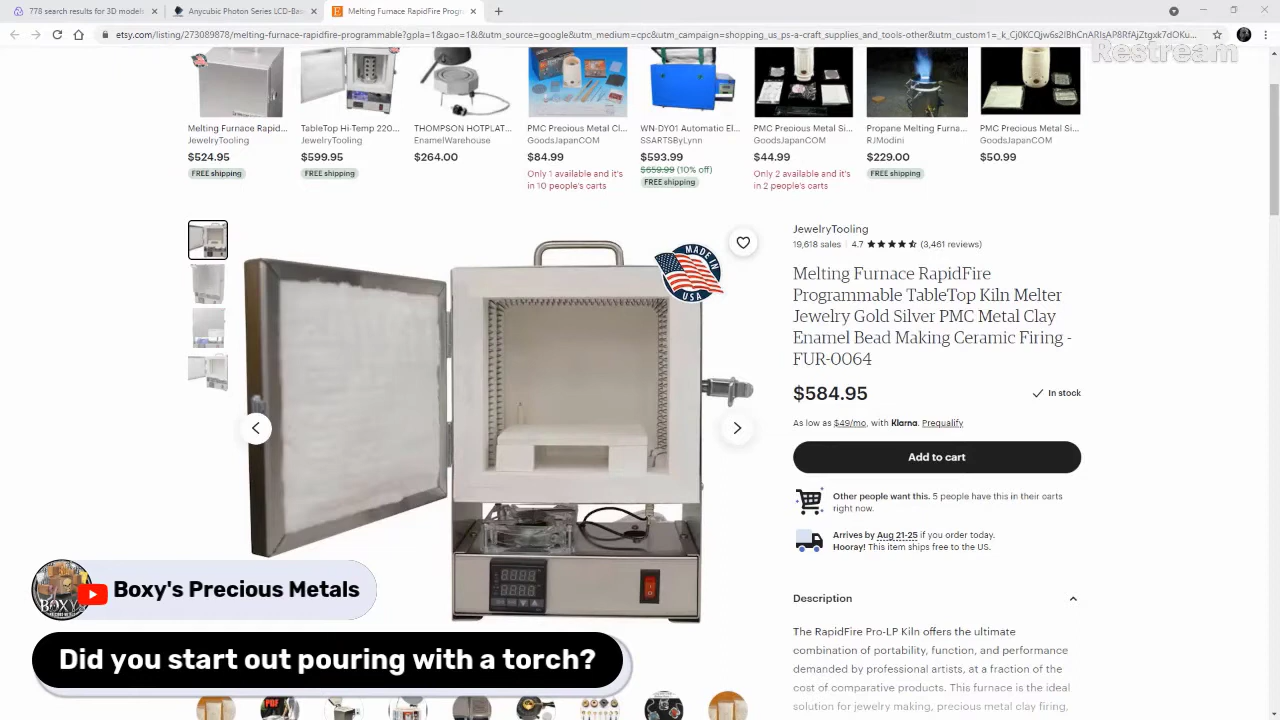 778 search results for 3D models
Anycubic Photon Series LCD-Base
Melting Furnace RapidFire Progr
etsy.com/listing/273089878/melting-furnace-rapidfire-programmable?gpla=1&gao=1&&utm_source=google&utm_medium=cpc&utm_campaign=shopping_us_ps-a-craft_supplies_and_tools-other&utm_custom1=
Restream
Melting Furnace Rapid...
JewelryTooling
$524.95
FREE shipping
TableTop Hi-Temp 220...
JewelryTooling
$599.95
FREE shipping
THOMPSON HOTPLAT...
EnamelWarehouse
$264.00
PMC Precious Metal Cl...
GoodsJapanCOM
$84.99
Only 1 available and it's
in 10 people's carts
WN-DY01 Automatic El...
SSARTSByLynn
$593.99
$659.99 (10% off)
FREE shipping
PMC Precious Metal Si...
GoodsJapanCOM
$44.99
Only 2 available and it's
in 2 people's carts
Propane Melting Furna...
RJModini
$229.00
FREE shipping
PMC Precious Metal Si...
GoodsJapanCOM
$50.99
MADE IN
USA
JewelryTooling
19,618 sales
4.7
(3,461 reviews)
Melting Furnace RapidFire
Programmable TableTop Kiln Melter
Jewelry Gold Silver PMC Metal Clay
Enamel Bead Making Ceramic Firing -
FUR-0064
$584.95
In stock
As low as $49/mo, with Klarna. Prequalify
Add to cart
Other people want this. 5 people have this in their carts
right now.
Arrives by Aug 21-25 if you order today.
Hooray! This item ships free to the US.
Description
The RapidFire Pro-LP Kiln offers the ultimate
combination of portability, function, and performance
demanded by professional artists, at a fraction of the
cost of comparative products. This furnace is the ideal
solution for jewelry making, precious metal clay firing,
BOXY
Boxy's Precious Metals
Did you start out pouring with a torch?
PDF